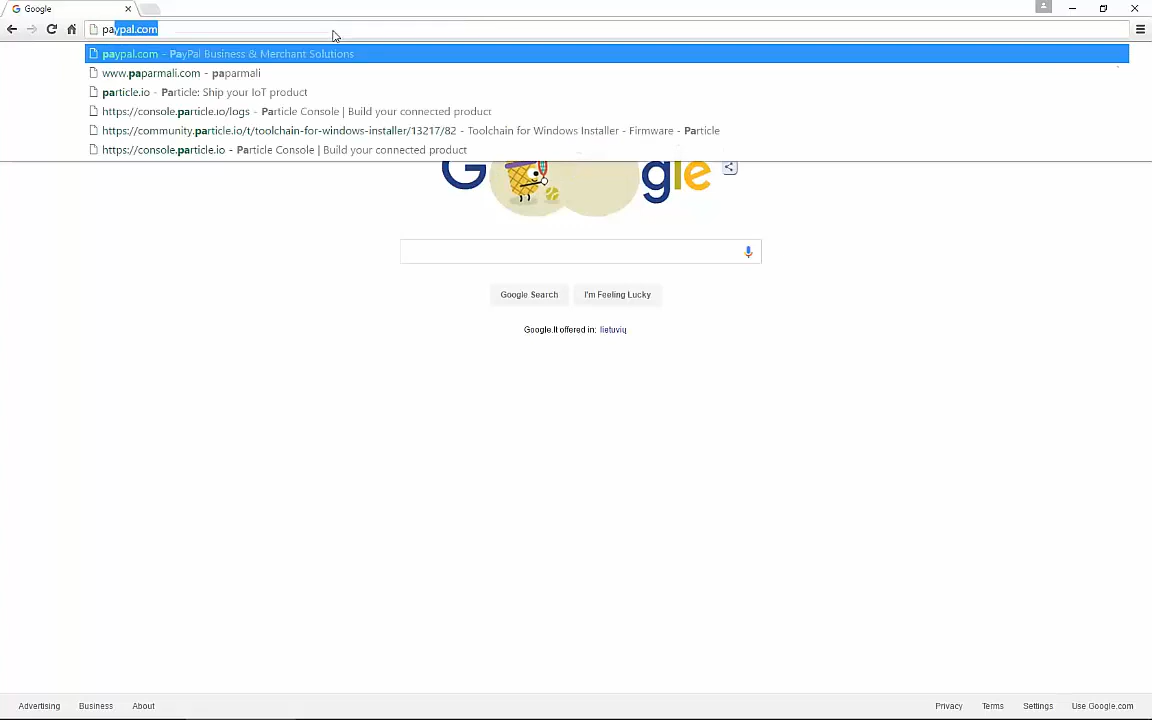 Google
paypal.com
paypal.com - PayPal Business & Merchant Solutions
www.paparmali.com - paparmali
particle.io - Particle: Ship your IoT product
https://console.particle.io/logs - Particle Console | Build your connected product
https://community.particle.io/t/toolchain-for-windows-installer/13217/82 - Toolchain for Windows Installer - Firmware - Particle
https://console.particle.io - Particle Console | Build your connected product
G gle
Google Search I'm Feeling Lucky
Google.lt offered in: lietuvių
Advertising Business About Privacy Terms Settings Use Google.com